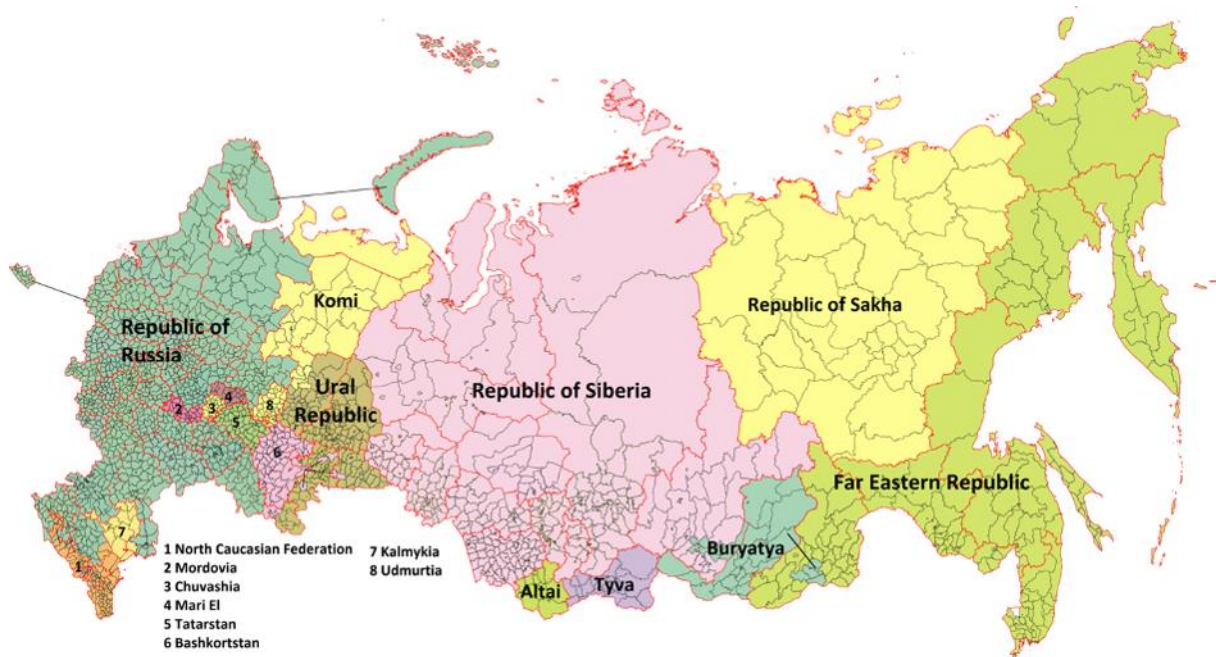 Komi
Republic of
Russia
Republic of Sakha
Ural
Republic
Republic of Siberia
4
2
3
8
5
6
Far Eastern Republic
7
Buryatya
1
1 North Caucasian Federation
2 Mordovia
3 Chuvashia
4 Mari El
5 Tatarstan
6 Bashkortstan
7 Kalmykia
8 Udmurtia
Altai
Tyva